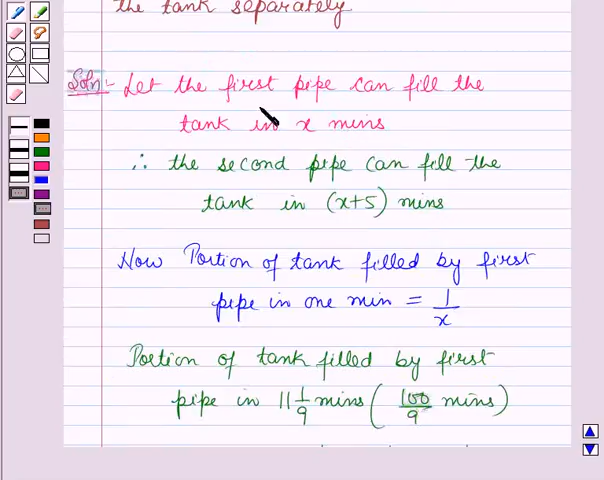 the tank separately
Soln:- Let the first pipe can fill the
tank in x mins
∴ the second pipe can fill the
tank in (x+5) mins
Now Portion of tank filled by first
pipe in one min = 1/x
Portion of tank filled by first
pipe in 11 1/9 mins (100/9 mins)